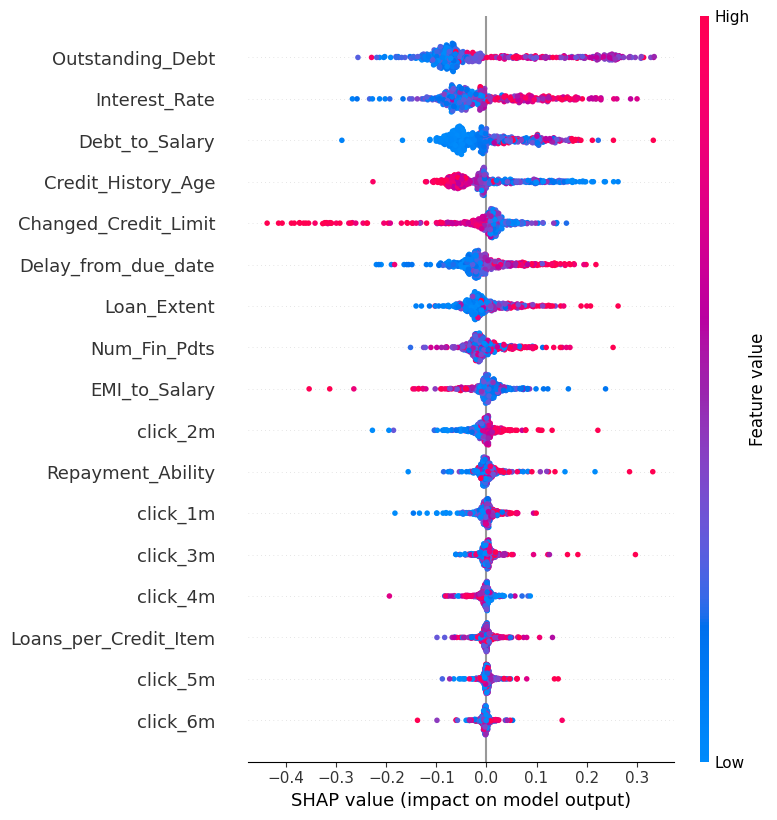 High
Outstanding_Debt
Interest_Rate
Debt_to_Salary
Credit_History_Age
Changed_Credit_Limit
Delay_from_due_date
Loan_Extent
Num_Fin_Pdts
EMI_to_Salary
click_2m
Repayment_Ability
click_1m
click_3m
click_4m
Loans_per_Credit_Item
click_5m
click_6m
Feature value
Low
−0.4 −0.3 −0.2 −0.1 0.0 0.1 0.2 0.3
SHAP value (impact on model output)